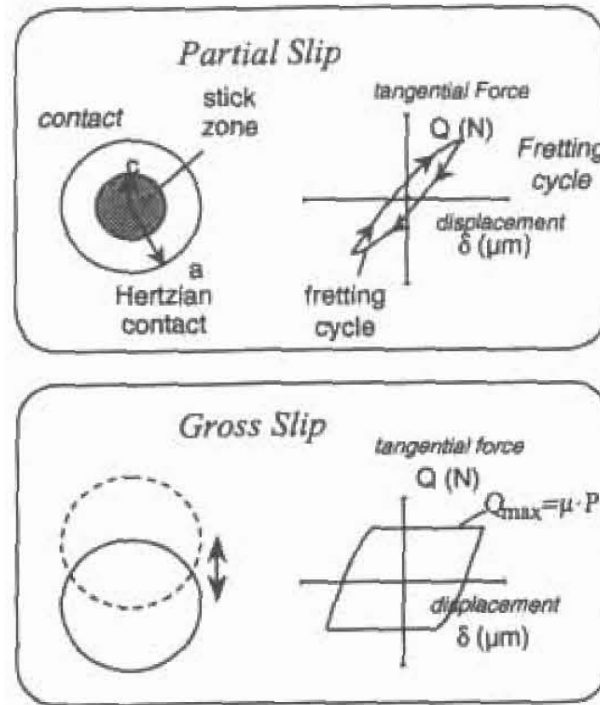 Partial Slip
contact
stick
zone
c
a
Hertzian
contact
tangential Force
Q (N)
Fretting
cycle
displacement
δ (μm)
fretting
cycle
Gross Slip
tangential force
Q (N)
Qmax=μ·P
displacement
δ (μm)